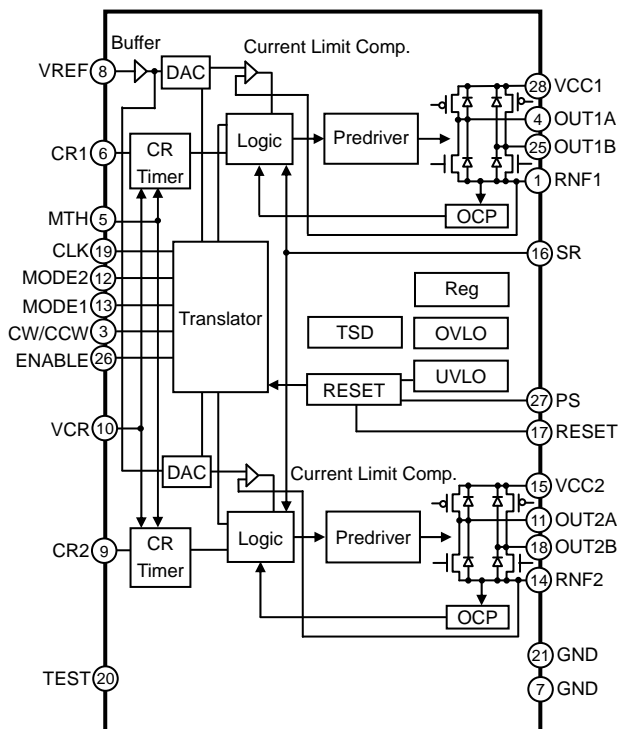 Buffer
Current Limit Comp.
VREF 8
DAC
28 VCC1
4 OUT1A
CR1 6
CR
Timer
Logic
Predriver
25 OUT1B
1 RNF1
MTH 5
OCP
CLK 19
16 SR
MODE2 12
Reg
MODE1 13
Translator
CW/CCW 3
TSD
OVLO
ENABLE 26
UVLO
RESET
27 PS
VCR 10
17 RESET
DAC
Current Limit Comp.
15 VCC2
11 OUT2A
CR2 9
CR
Timer
Logic
Predriver
18 OUT2B
14 RNF2
OCP
21 GND
TEST 20
7 GND